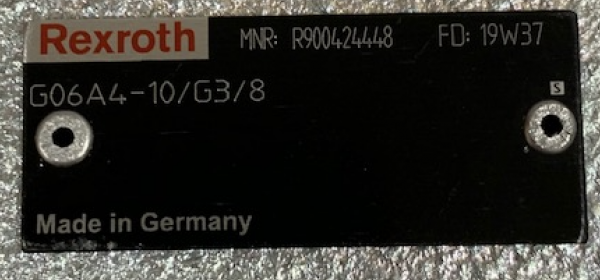 Rexroth MNR: R900424448 FD: 19W37
G06A4-10/G3/8
S
Made in Germany